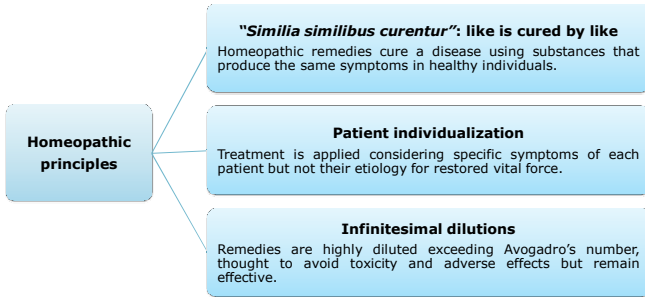 "Similia similibus curentur": like is cured by like
Homeopathic remedies cure a disease using substances that
produce the same symptoms in healthy individuals.
Homeopathic
principles
Patient individualization
Treatment is applied considering specific symptoms of each
patient but not their etiology for restored vital force.
Infinitesimal dilutions
Remedies are highly diluted exceeding Avogadro's number,
thought to avoid toxicity and adverse effects but remain
effective.